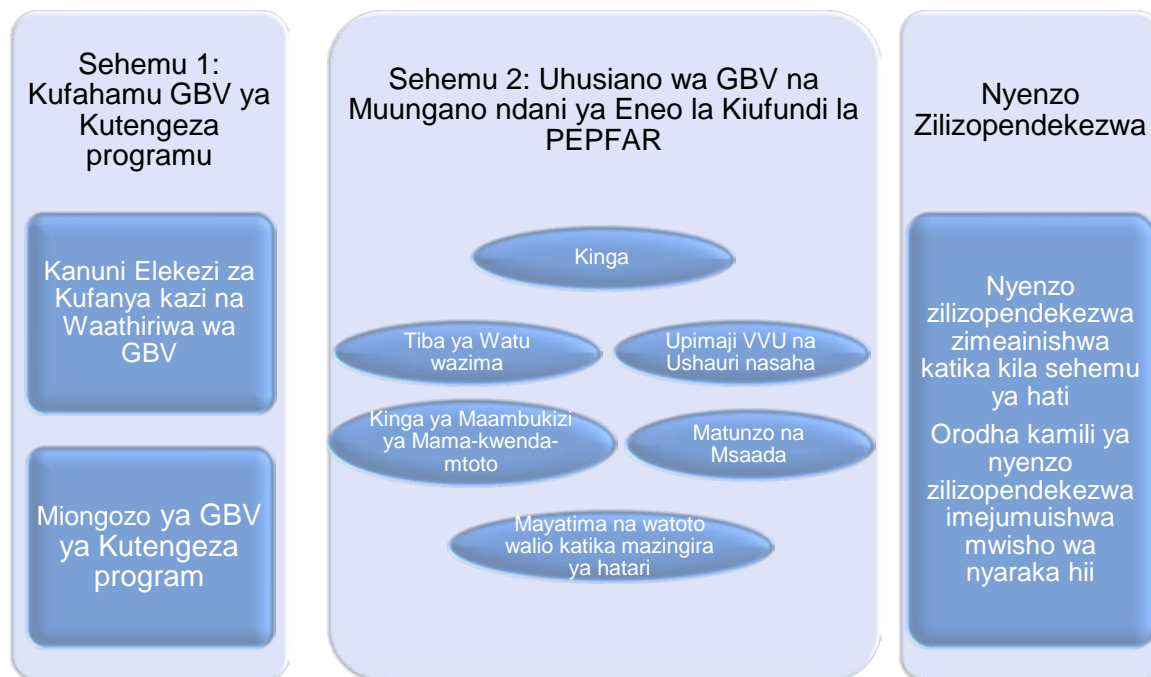 Sehemu 1:
Kufahamu GBV ya
Kutengeza
programu
Kanuni Elekezi za
Kufanya kazi na
Waathiriwa wa
GBV
Miongozo ya GBV
ya Kutengeza
program
Sehemu 2: Uhusiano wa GBV na
Muungano ndani ya Eneo la Kiufundi la
PEPFAR
Kinga
Tiba ya Watu
wazima
Upimaji VVU na
Ushauri nasaha
Kinga ya Maambukizi
ya Mama-kwenda-
mtoto
Matunzo na
Msaada
Mayatima na watoto
walio katika mazingira
ya hatari
Nyenzo
Zilizopendekezwa
Nyenzo
zilizopendekezwa
zimeainishwa
katika kila sehemu
ya hati
Orodha kamili ya
nyenzo
zilizopendekezwa
imejumuishwa
mwisho wa
nyaraka hii